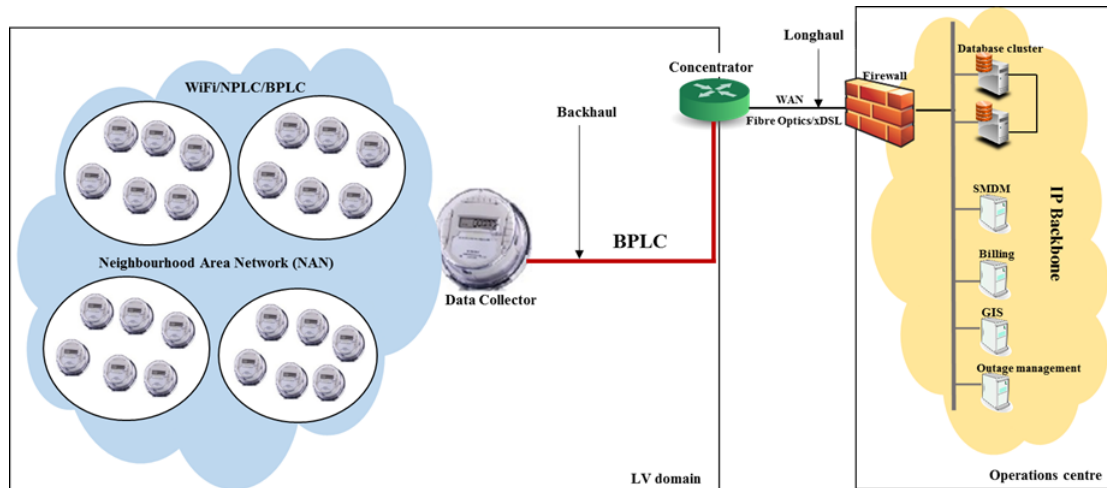 WiFi/NPLC/BPLC
Neighbourhood Area Network (NAN)
Data Collector
Backhaul
BPLC
Concentrator
LV domain
Longhaul
WAN
Fibre Optics/xDSL
Firewall
Database cluster
SMDM
Billing
GIS
Outage management
IP Backbone
Operations centre